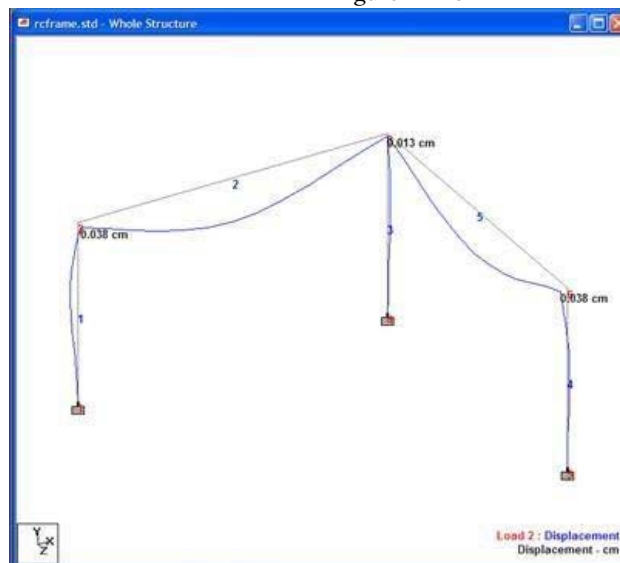 rcframe.std - Whole Structure
0.013 cm
2
3
5
0.038 cm
0.038 cm
1
4
Y
X
Z
Load 2 : Displacement
Displacement - cm